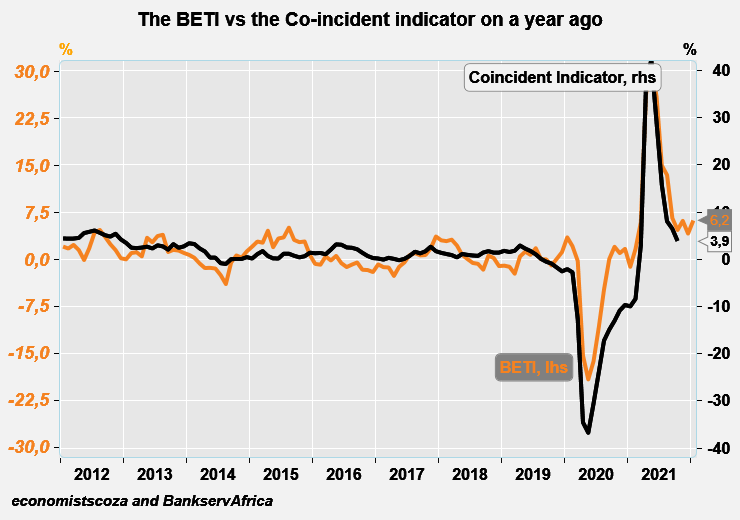 The BETI vs the Co-incident indicator on a year ago
% %
30,0 Coincident Indicator, rhs 40
22,5 30
15,0 20
7,5 10
6,2
3,9
0,0 0
-7,5 -10
-15,0 -20
BETI, lhs
-22,5 -30
-30,0 -40
2012 2013 2014 2015 2016 2017 2018 2019 2020 2021
economistscoza and BankservAfrica